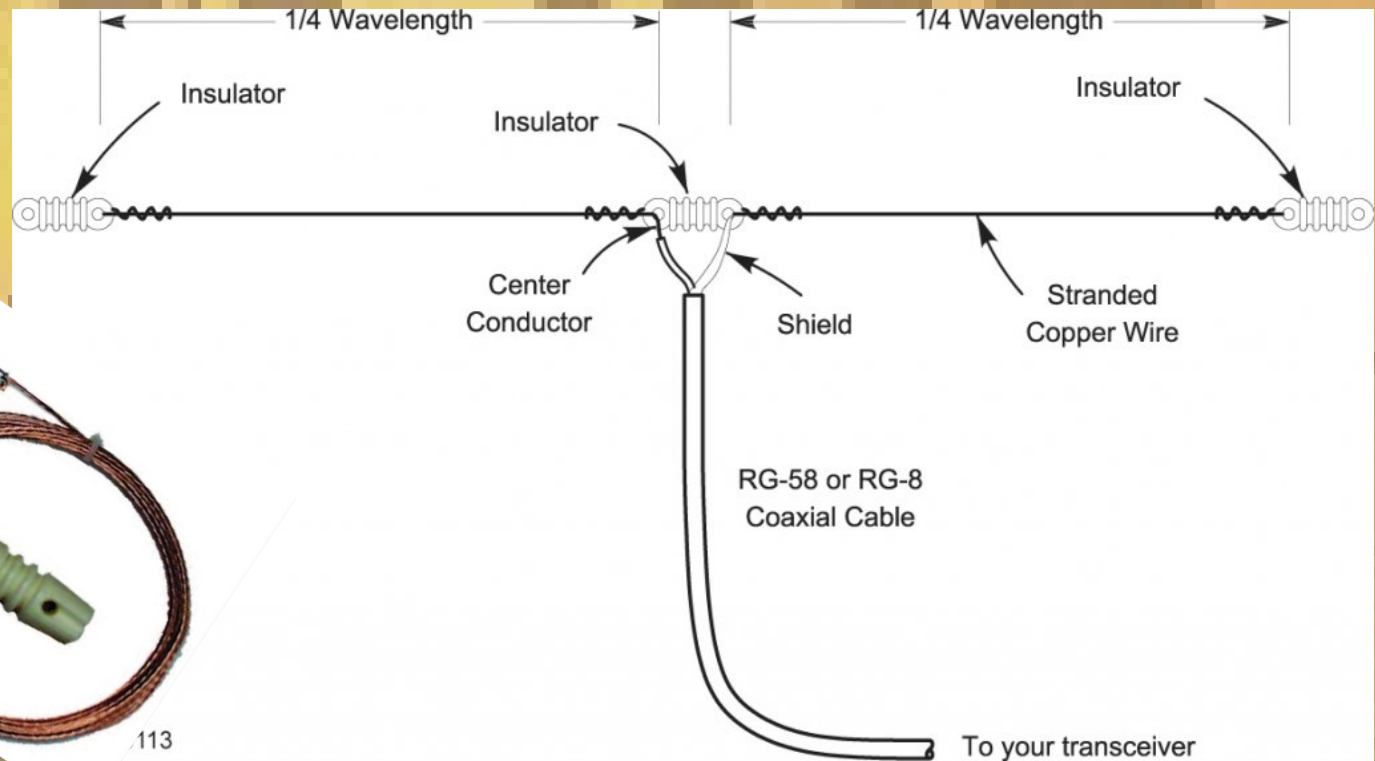 1/4 Wavelength
1/4 Wavelength
Insulator
Insulator
Insulator
Center
Conductor
Shield
Stranded
Copper Wire
RG-58 or RG-8
Coaxial Cable
113
To your transceiver